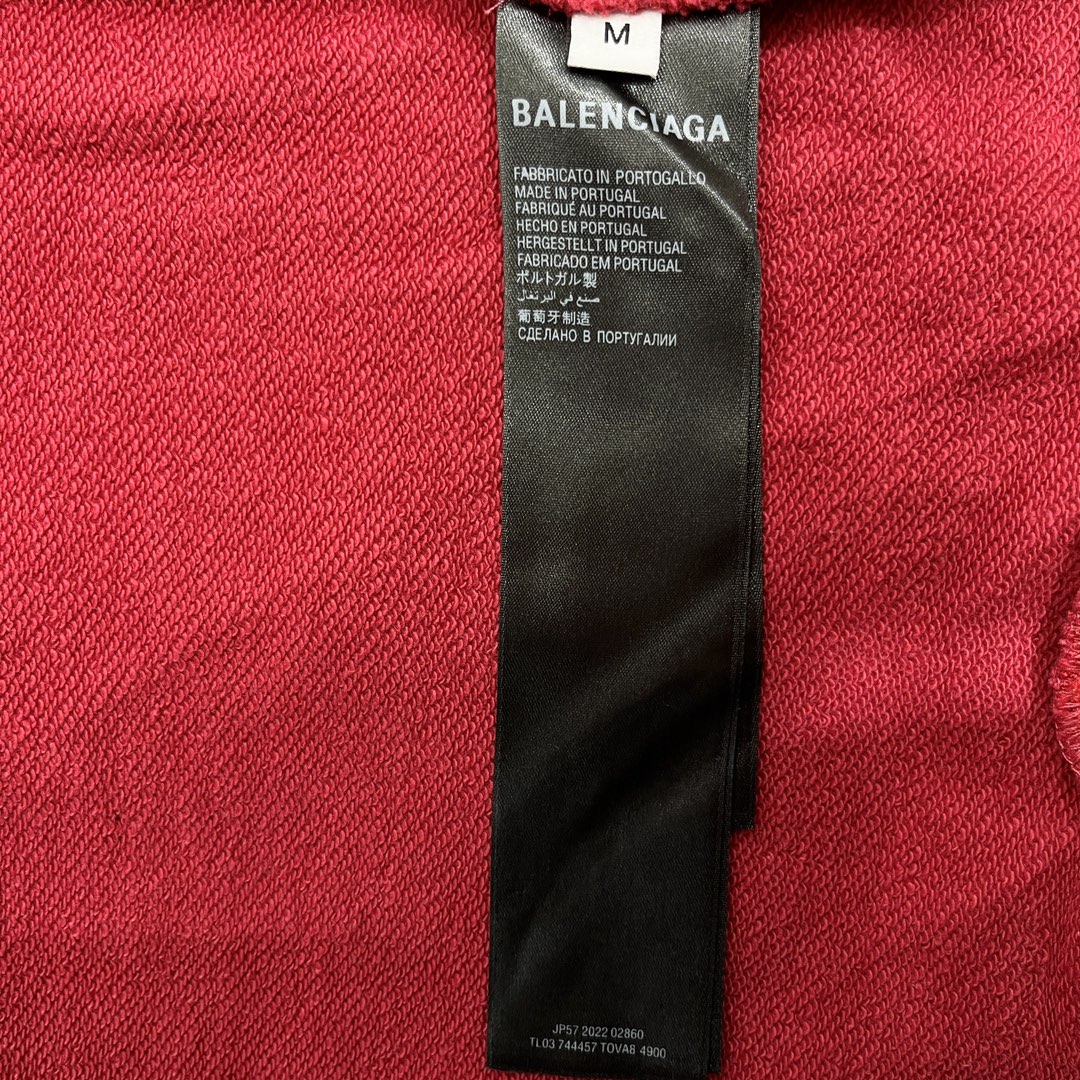 M
BALENCIAGA
FABBRICATO IN PORTOGALLO
MADE IN PORTUGAL
FABRIQUÉ AU PORTUGAL
HECHO EN PORTUGAL
HERGESTELLT IN PORTUGAL
FABRICADO EM PORTUGAL
ポルトガル製
صنع في البرتغال
葡萄牙制造
СДЕЛАНО В ПОРТУГАЛИИ
JP57 2022 02860
TL03 744457 TOVA8 4900